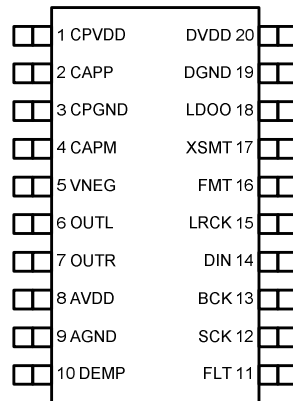 1 CPVDD DVDD 20
2 CAPP DGND 19
3 CPGND LDOO 18
4 CAPM XSMT 17
5 VNEG FMT 16
6 OUTL LRCK 15
7 OUTR DIN 14
8 AVDD BCK 13
9 AGND SCK 12
10 DEMP FLT 11